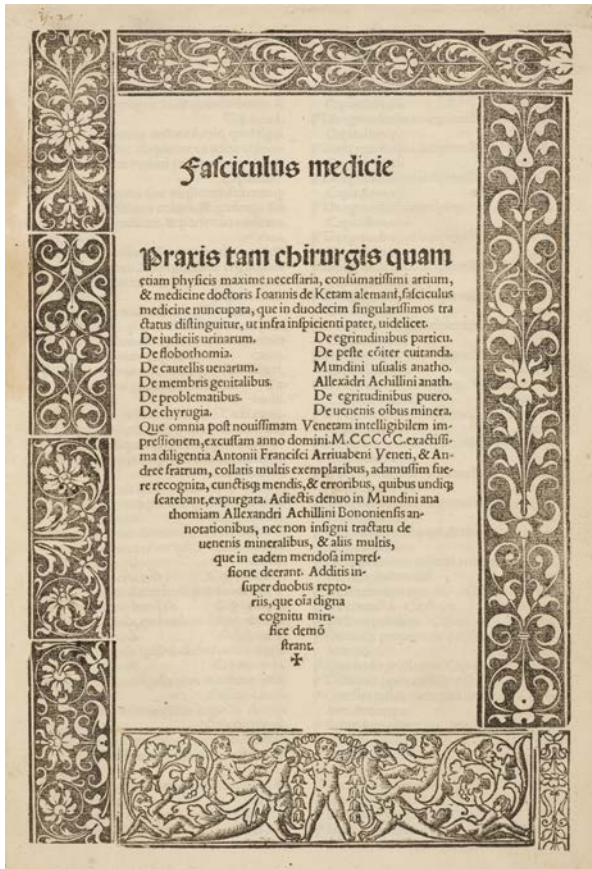 Fasciculus medicie
Praxis tam chirurgis quam
etiam physicis maxime necessaria, consūmatissimi artium,
& medicine doctoris Ioannis de Ketam alemani, fasciculus
medicine nuncupata, que in duodecim singularissimos tra
ctatus distinguitur, ut infra inspicienti patet, uidelicet.
De iudiciis urinarum.
De flobothomia.
De cautellis uenarum.
De membris genitalibus.
De problematibus.
De chyrugia.
De egritudinibus particu.
De peste cōiter euitanda.
Mundini usualis anatho.
Allexādri Achillini anath.
De egritudinibus puero.
De uenenis oībus minera.
Que omnia post nouissimam Venetam intelligibilem im-
pressionem, excussam anno domini. M.CCCCC. exactissi-
ma diligentia Antonii Francisci Arriuabeni Veneti, & An-
dree fratrum, collatis multis exemplaribus, adamussim fue-
re recognita, cunctisq; mendis, & erroribus, quibus undiq;
scatebant, expurgata. Adiectis denuo in Mundini ana
thomiam Allexandri Achillini Bononiensis an-
notationibus, nec non insigni tractatu de
uenenis mineralibus, & aliis multis,
que in eadem mendosa impres-
sione deerant. Additis in-
super duobus repto-
riis, que oīa digna
cognitu miri-
fice demō
strant.